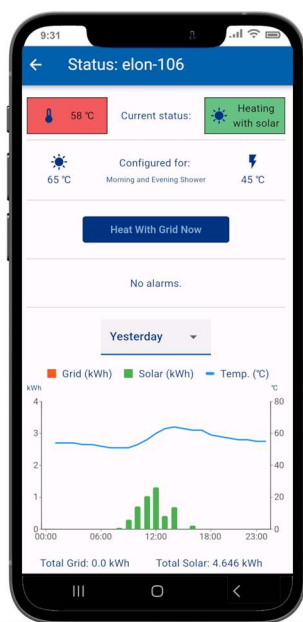 9:31
Status: elon-106
58 °C
Current status:
Heating
with solar
65 °C
Configured for:
Morning and Evening Shower
45 °C
Heat With Grid Now
No alarms.
Yesterday
Grid (kWh) Solar (kWh) Temp. (°C)
kWh °C
4 80
3 60
2 40
1 20
0 0
00:00 06:00 12:00 18:00 23:00
Total Grid: 0.0 kWh Total Solar: 4.646 kWh